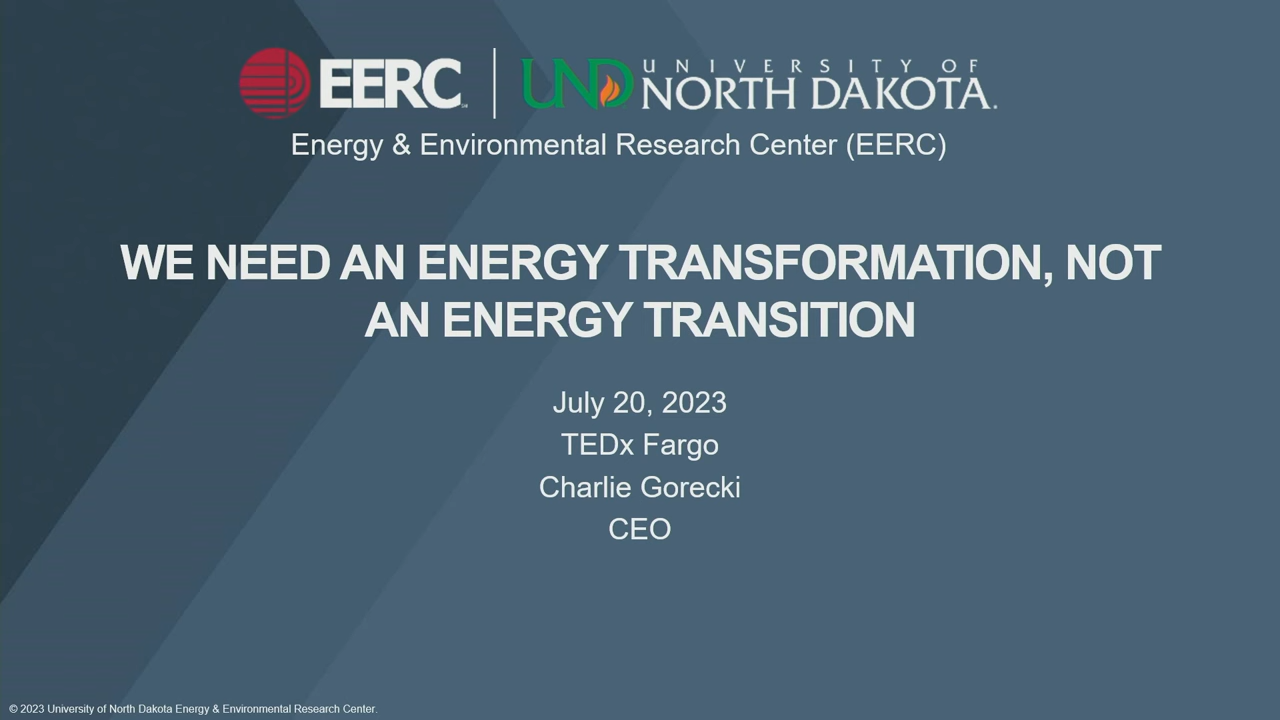 EERC
UND UNIVERSITY OF
NORTH DAKOTA.
Energy & Environmental Research Center (EERC)
WE NEED AN ENERGY TRANSFORMATION, NOT
AN ENERGY TRANSITION
July 20, 2023
TEDx Fargo
Charlie Gorecki
CEO
© 2023 University of North Dakota Energy & Environmental Research Center.